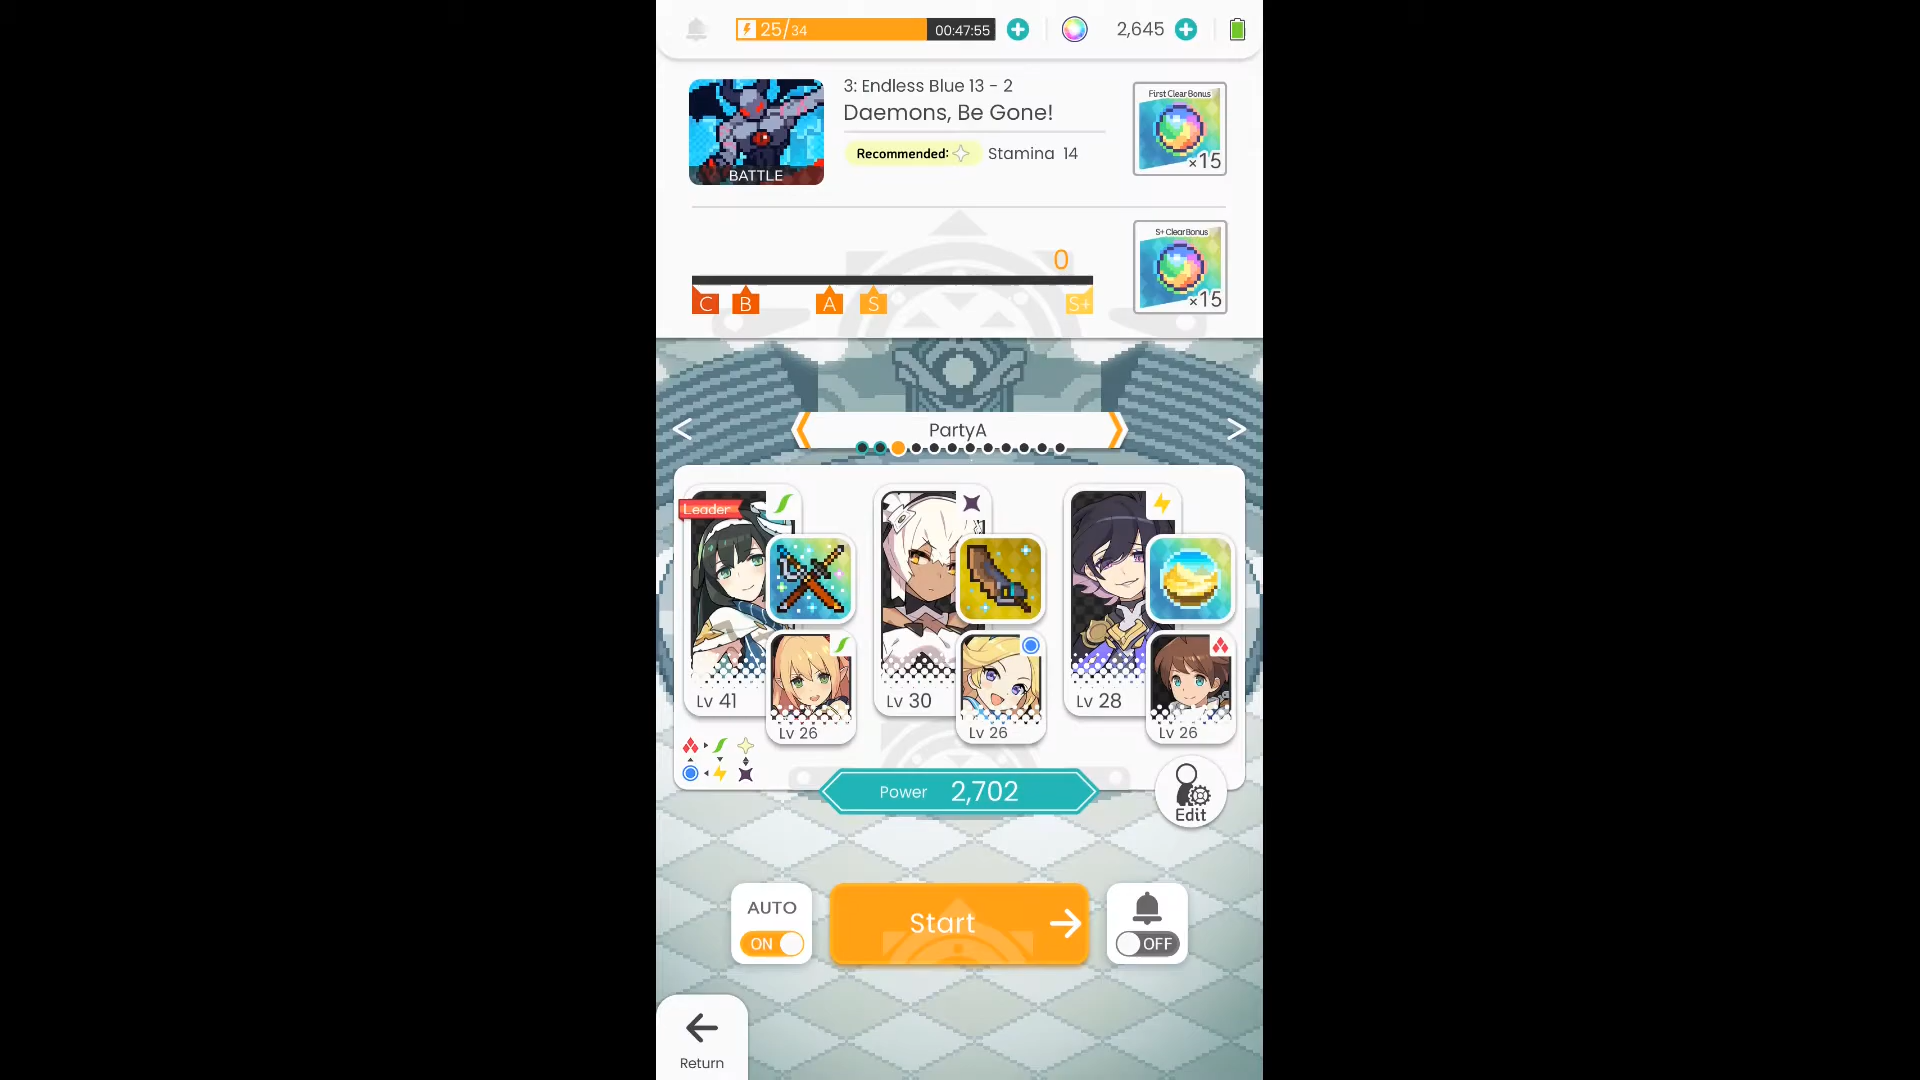 25/34
00:47:55
2,645
3: Endless Blue 13 - 2
Daemons, Be Gone!
BATTLE
Recommended:
Stamina 14
First Clear Bonus
×15
0
C
B
A
S
S+
S+ Clear Bonus
×15
PartyA
Leader
Lv 41
Lv 26
Lv 30
Lv 26
Lv 28
Lv 26
Power 2,702
Edit
AUTO
ON
Start
OFF
Return